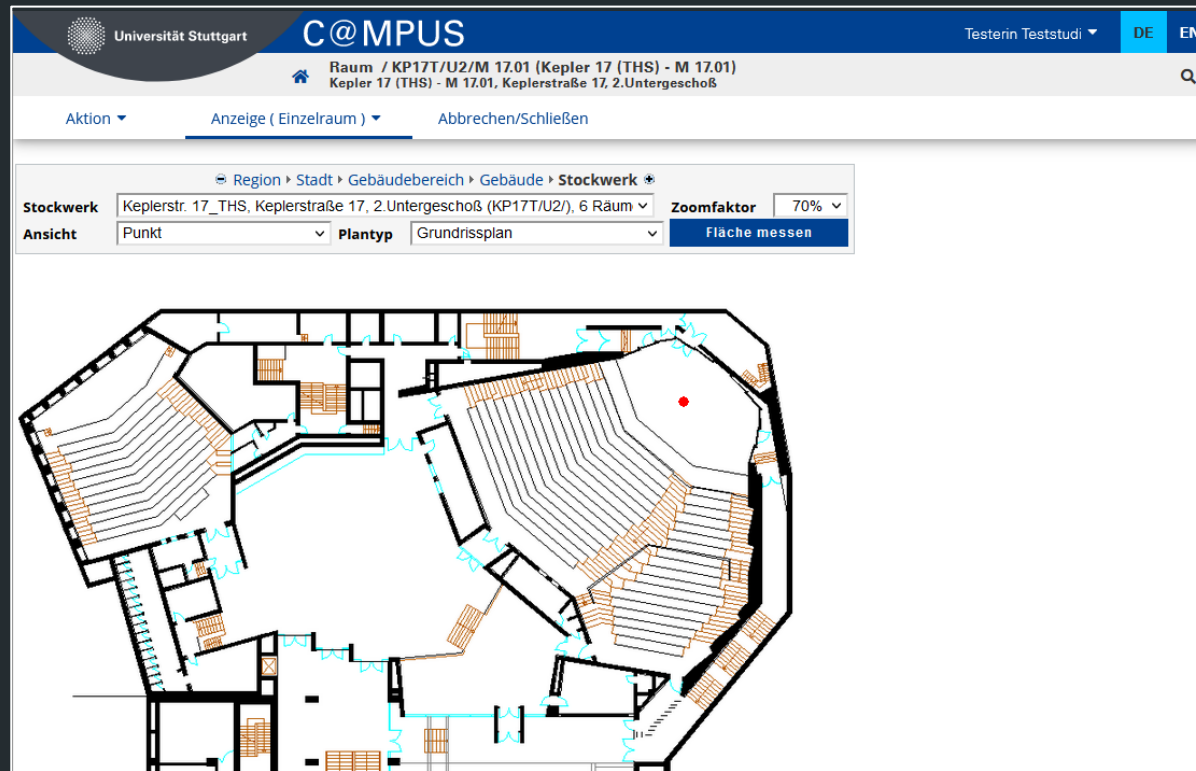 Universität Stuttgart
C@MPUS
Testerin Teststudi
DE
EN
Raum / KP17T/U2/M 17.01 (Kepler 17 (THS) - M 17.01)
Kepler 17 (THS) - M 17.01, Keplerstraße 17, 2.Untergeschoß
Aktion
Anzeige ( Einzelraum )
Abbrechen/Schließen
Region Stadt Gebäudebereich Gebäude Stockwerk
Stockwerk Keplerstr. 17_THS, Keplerstraße 17, 2.Untergeschoß (KP17T/U2/), 6 Räum Zoomfaktor 70%
Ansicht Punkt Plantyp Grundrissplan Fläche messen